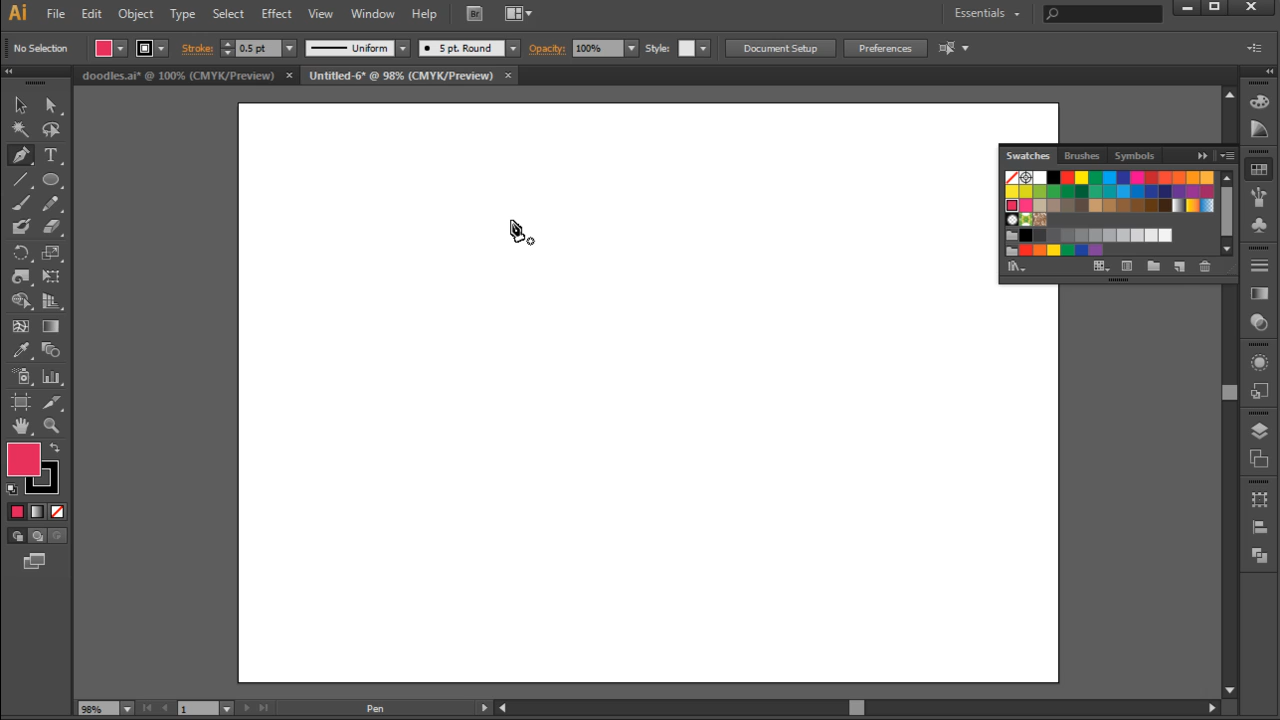 Ai File Edit Object Type Select Effect View Window Help Br Essentials
No Selection Stroke: 0.5 pt Uniform 5 pt. Round Opacity: 100% Style: Document Setup Preferences
doodles.ai* @ 100% (CMYK/Preview) Untitled-6* @ 98% (CMYK/Preview)
Swatches Brushes Symbols
98% 1 Pen